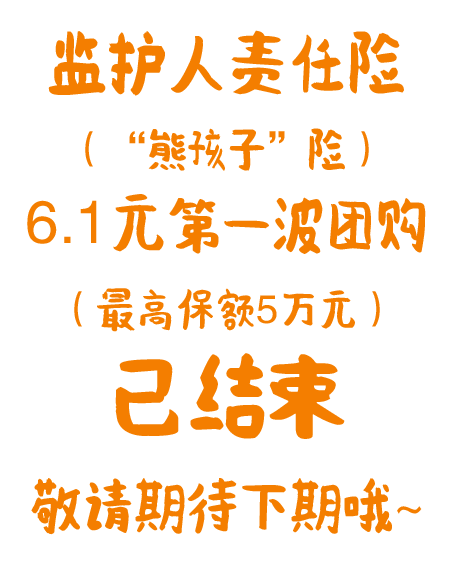 监护人责任险
（“熊孩子”险）
6.1元第一波团购
（最高保额5万元）
已结束
敬请期待下期哦~